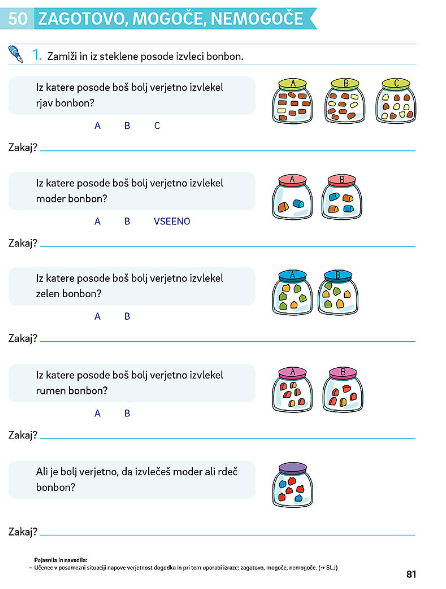 50 ZAGOTOVO, MOGOČE, NEMOGOČE
1. Zamiži in iz steklene posode izvleci bonbon.
Iz katere posode boš bolj verjetno izvlekel
rjav bonbon?
A B C
A B C
Zakaj?
Iz katere posode boš bolj verjetno izvlekel
moder bonbon?
A B
A B VSEENO
Zakaj?
Iz katere posode boš bolj verjetno izvlekel
zelen bonbon?
A B
A B
Zakaj?
Iz katere posode boš bolj verjetno izvlekel
rumen bonbon?
A B
A B
Zakaj?
Ali je bolj verjetno, da izvlečeš moder ali rdeč
bonbon?
Zakaj?
Pojasnila in navodila:
– Učenec v posamezni situaciji napove verjetnost dogodka in pri tem uporabi izraze: zagotovo, mogoče, nemogoče. (→ SLJ)
81